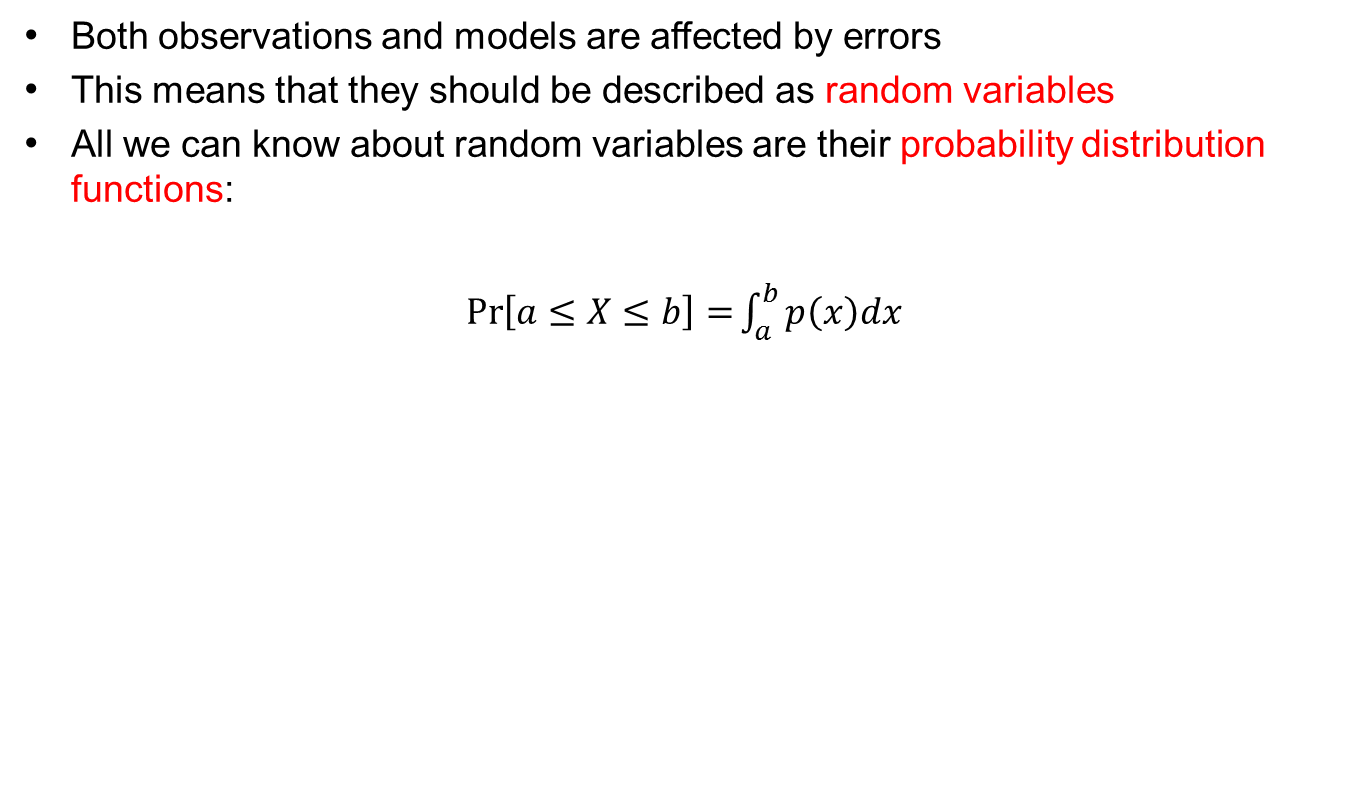 • Both observations and models are affected by errors
• This means that they should be described as random variables
• All we can know about random variables are their probability distribution
functions:
Pr[a ≤ X ≤ b] = ∫ₐᵇ p(x)dx